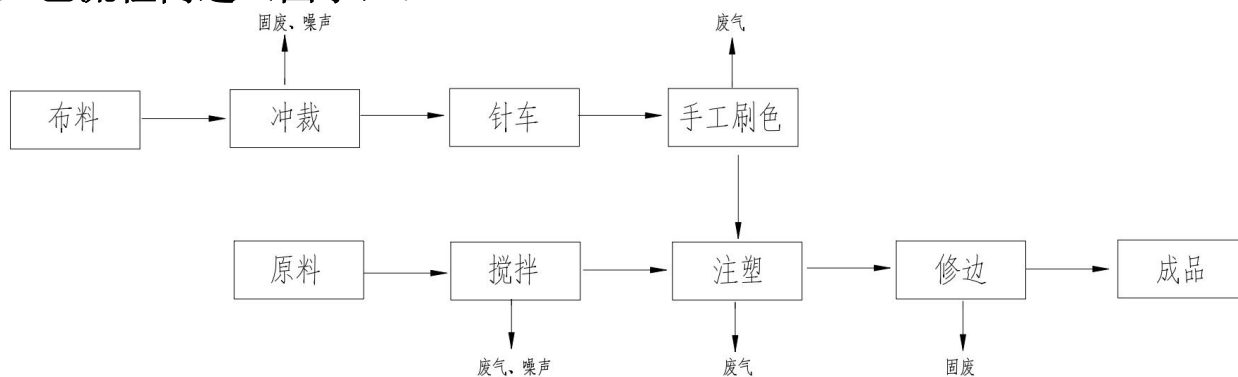 固废、噪声
废气
布料
冲裁
针车
手工刷色
原料
搅拌
注塑
修边
成品
废气、噪声
废气
固废